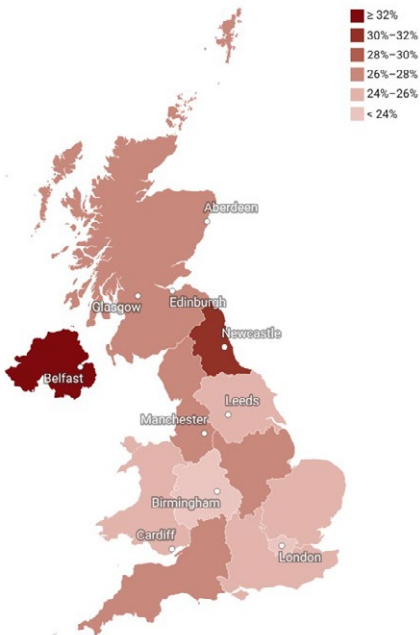 ≥ 32%
30%–32%
28%–30%
26%–28%
24%–26%
< 24%
Aberdeen
Glasgow
Edinburgh
Newcastle
Belfast
Leeds
Manchester
Birmingham
Cardiff
London